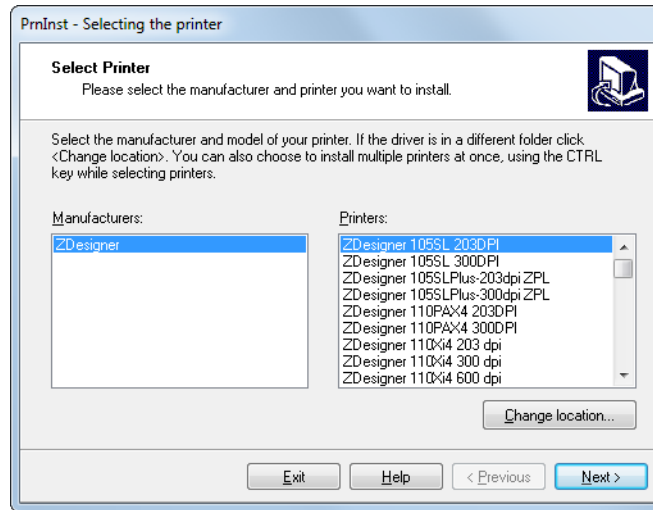 PrnInst - Selecting the printer
Select Printer
Please select the manufacturer and printer you want to install.
Select the manufacturer and model of your printer. If the driver is in a different folder click
<Change location>. You can also choose to install multiple printers at once, using the CTRL
key while selecting printers.
Manufacturers:
ZDesigner
Printers:
ZDesigner 105SL 203DPI
ZDesigner 105SL 300DPI
ZDesigner 105SLPlus-203dpi ZPL
ZDesigner 105SLPlus-300dpi ZPL
ZDesigner 110PAX4 203DPI
ZDesigner 110PAX4 300DPI
ZDesigner 110Xi4 203 dpi
ZDesigner 110Xi4 300 dpi
ZDesigner 110Xi4 600 dpi
Change location...
Exit Help < Previous Next >